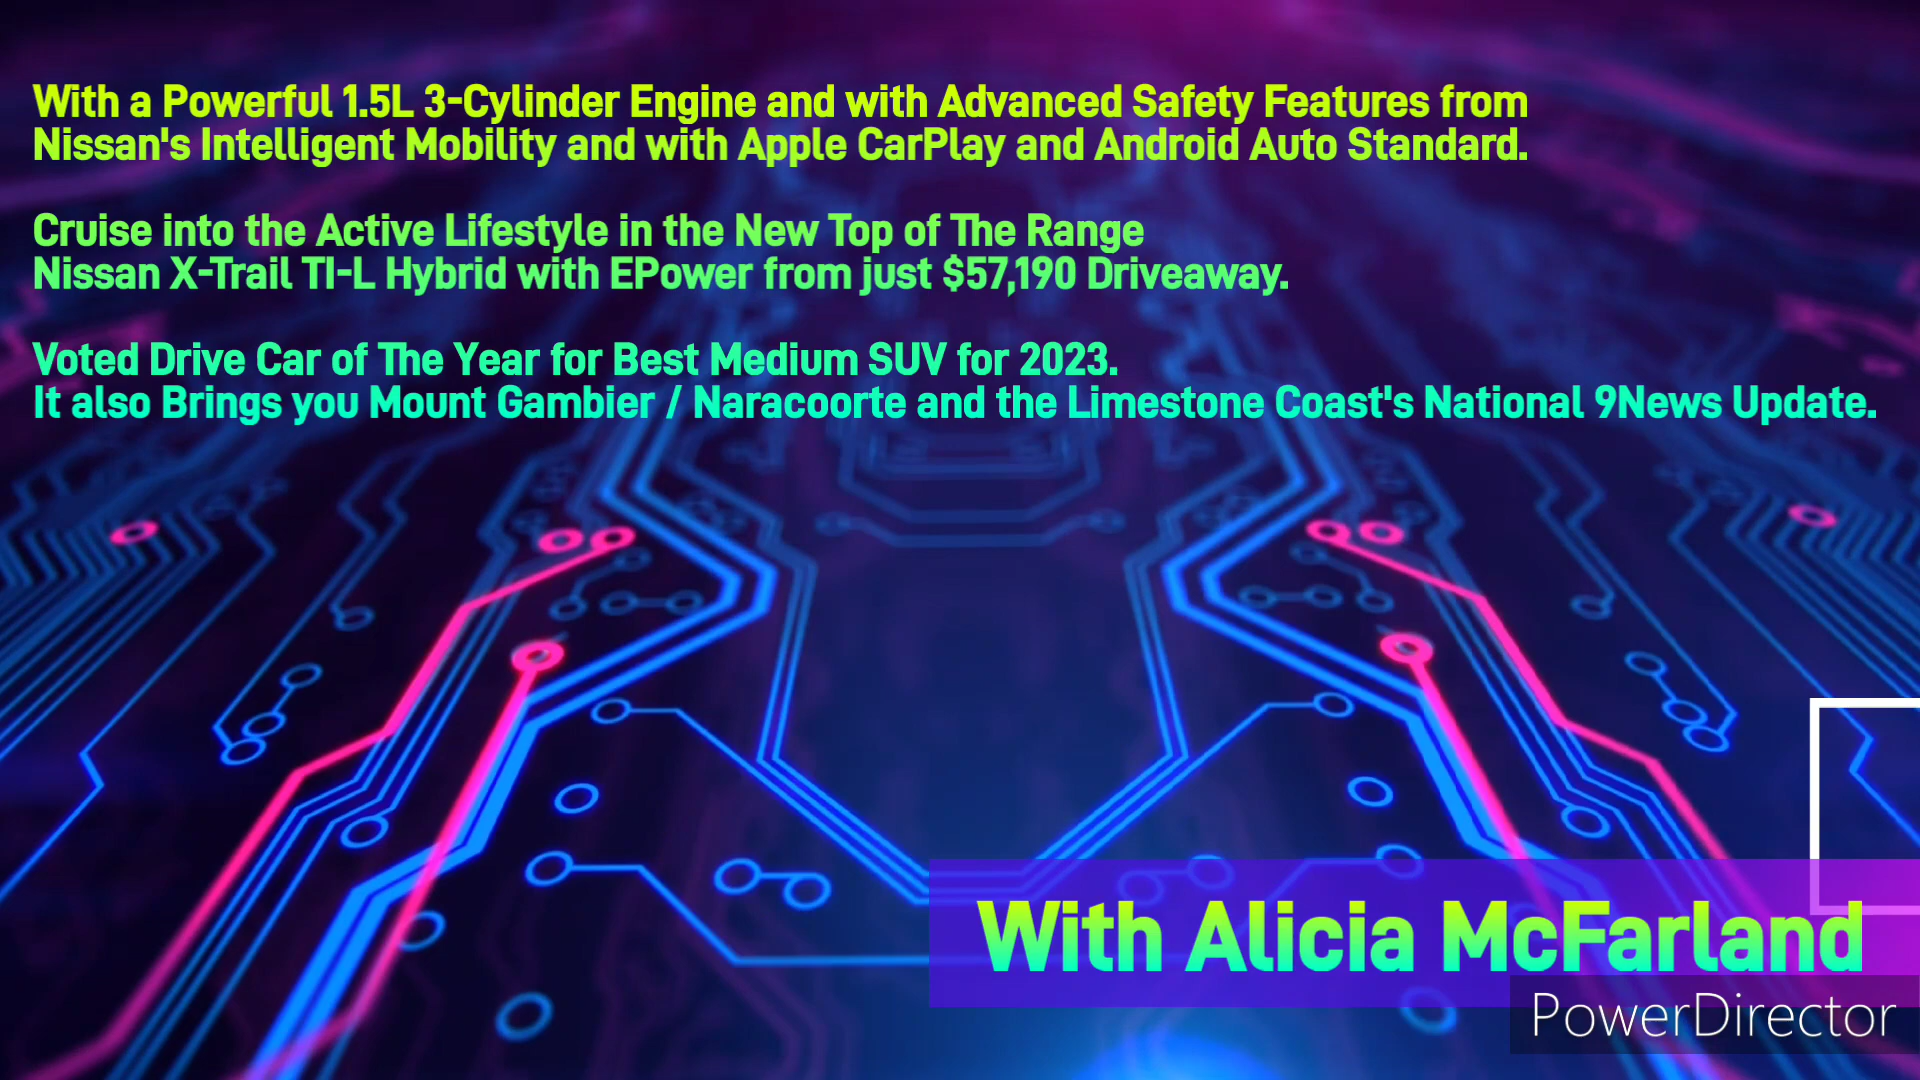 With a Powerful 1.5L 3-Cylinder Engine and with Advanced Safety Features from
Nissan's Intelligent Mobility and with Apple CarPlay and Android Auto Standard.
Cruise into the Active Lifestyle in the New Top of The Range
Nissan X-Trail TI-L Hybrid with EPower from just $57,190 Driveaway.
Voted Drive Car of The Year for Best Medium SUV for 2023.
It also Brings you Mount Gambier / Naracoorte and the Limestone Coast's National 9News Update.
With Alicia McFarland
PowerDirector